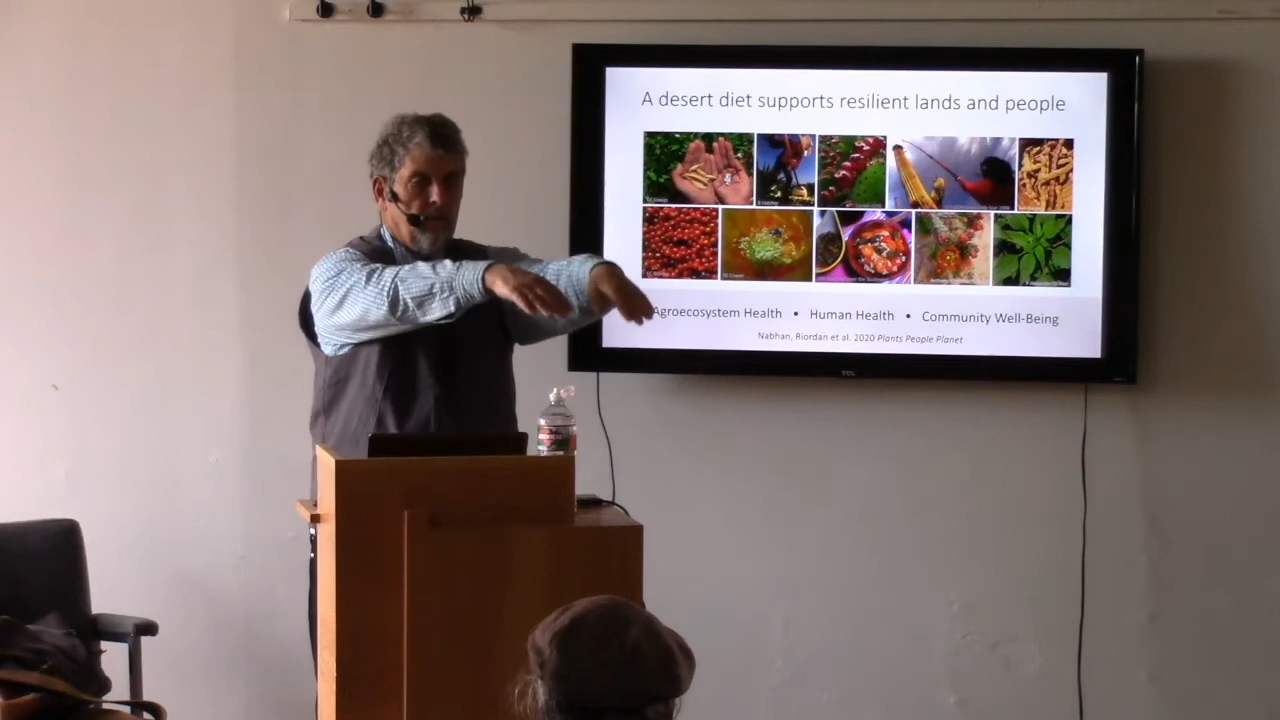 A desert diet supports resilient lands and people
Agroecosystem Health • Human Health • Community Well-Being
Nabhan, Riordan et al. 2020 Plants People Planet
TCL